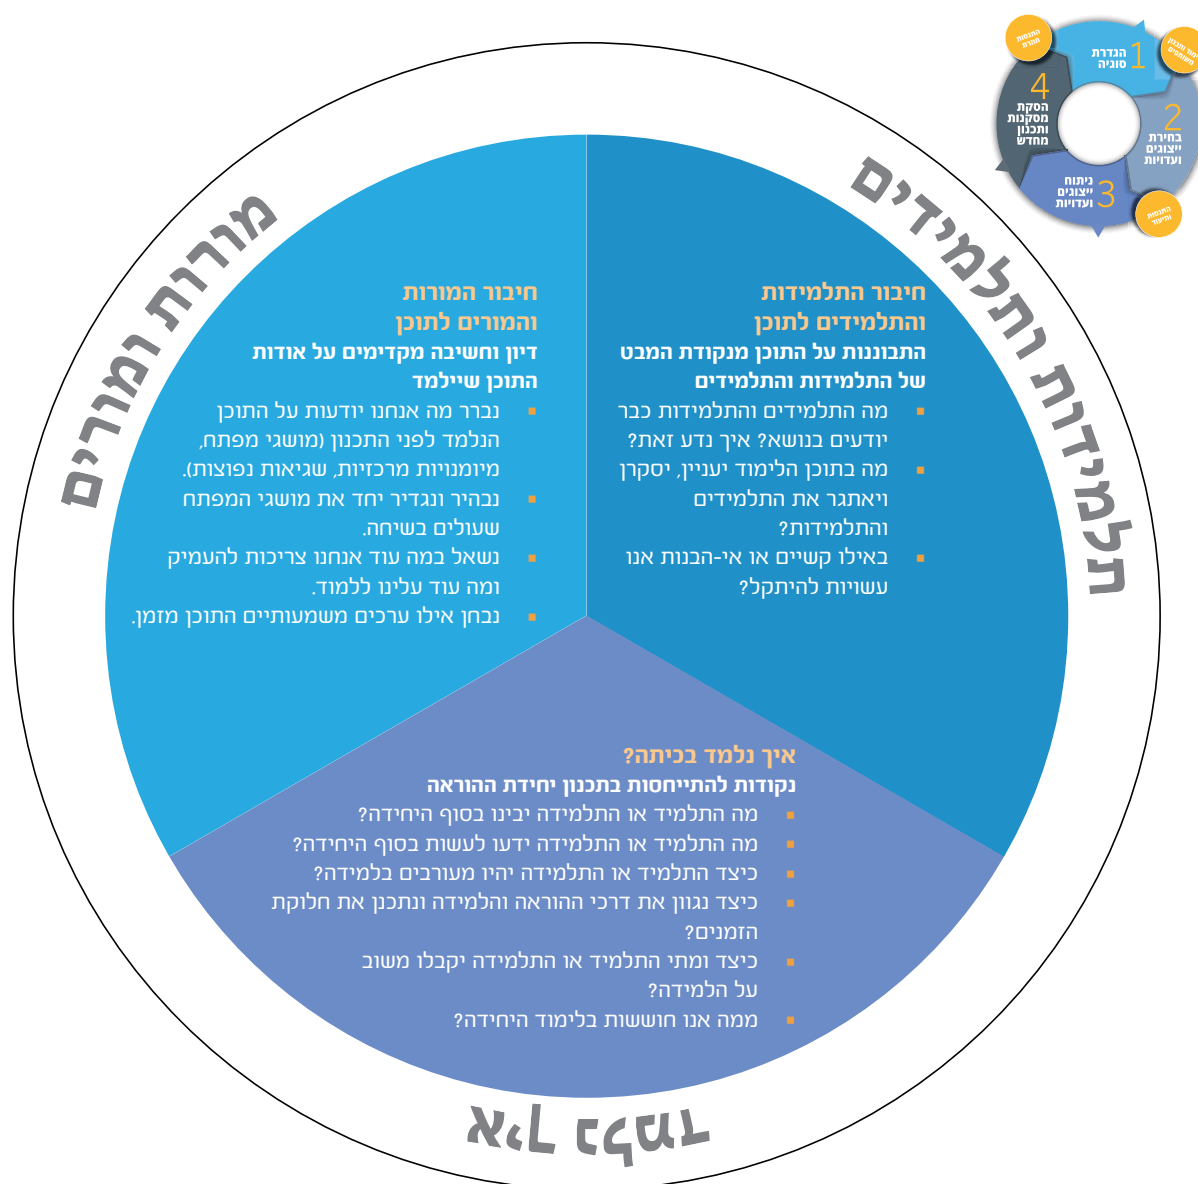 התנסות
חוזרת
1
הגדרת
סוגיה
לימוד ותכנון
משותפים
2
בחירת
ייצוגים
ועדויות
התנסות
ותיעוד
3
ניתוח
ייצוגים
ועדויות
4
הסקת
מסקנות
ותכנון
מחדש
תלמידות ותלמידים
חיבור התלמידות
והתלמידים לתוכן
התבוננות על התוכן מנקודת המבט
של התלמידות והתלמידים
▪ מה התלמידים והתלמידות כבר
יודעים בנושא? איך נדע זאת?
▪ מה בתוכן הלימוד יעניין, יסקרן
ויאתגר את התלמידים
והתלמידות?
▪ באילו קשיים או אי-הבנות אנו
עשויות להיתקל?
מורות ומורים
חיבור המורות
והמורים לתוכן
דיון וחשיבה מקדימים על אודות
התוכן שיילמד
▪ נברר מה אנחנו יודעות על התוכן
הנלמד לפני התכנון (מושגי מפתח,
מיומנויות מרכזיות, שגיאות נפוצות).
▪ נבהיר ונגדיר יחד את מושגי המפתח
שעולים בשיחה.
▪ נשאל במה עוד אנחנו צריכות להעמיק
ומה עוד עלינו ללמוד.
▪ נבחן אילו ערכים משמעותיים התוכן מזמן.
איך נלמד בכיתה?
נקודות להתייחסות בתכנון יחידת ההוראה
▪ מה התלמיד או התלמידה יבינו בסוף היחידה?
▪ מה התלמיד או התלמידה ידעו לעשות בסוף היחידה?
▪ כיצד התלמיד או התלמידה יהיו מעורבים בלמידה?
▪ כיצד נגוון את דרכי ההוראה והלמידה ונתכנן את חלוקת
הזמנים?
▪ כיצד ומתי התלמיד או התלמידה יקבלו משוב
על הלמידה?
▪ ממה אנו חוששות בלימוד היחידה?
איך נלמד